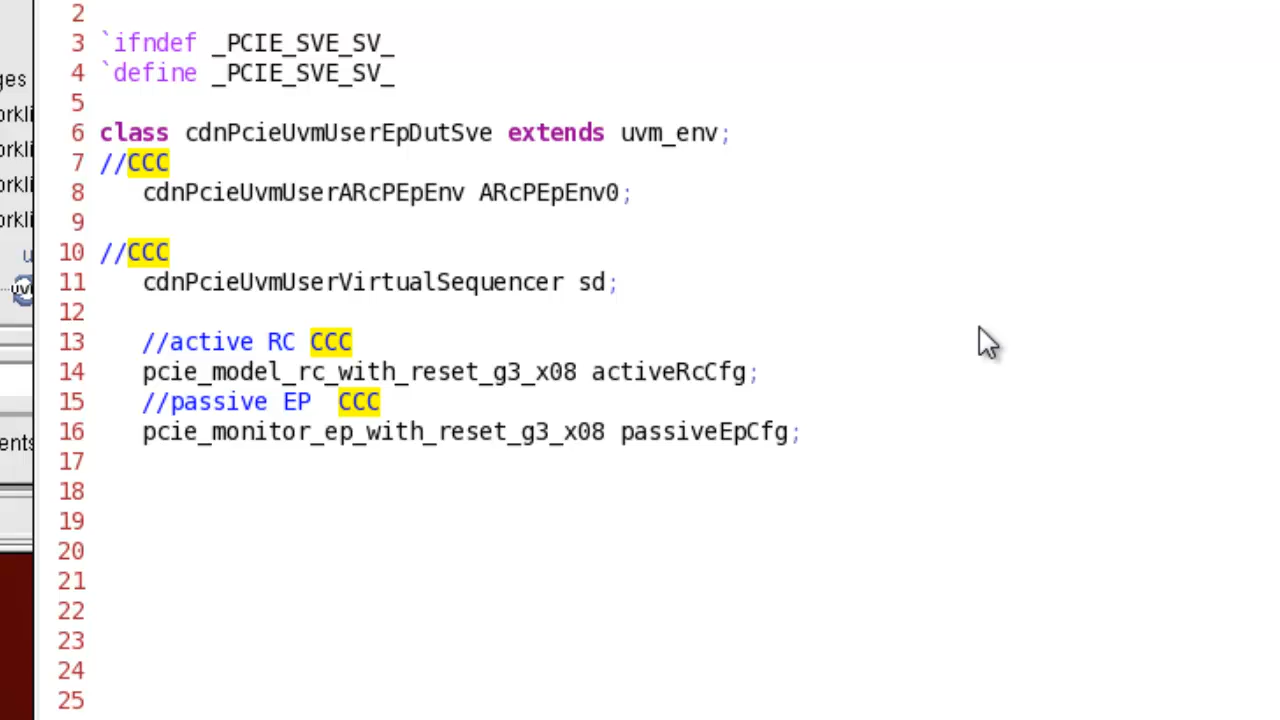 2
3 `ifndef _PCIE_SVE_SV_
4 `define _PCIE_SVE_SV_
5
6 class cdnPcieUvmUserEpDutSve extends uvm_env;
7 //CCC
8 cdnPcieUvmUserARcPEpEnv ARcPEpEnv0;
9
10 //CCC
11 cdnPcieUvmUserVirtualSequencer sd;
12
13 //active RC CCC
14 pcie_model_rc_with_reset_g3_x08 activeRcCfg;
15 //passive EP  CCC
16 pcie_monitor_ep_with_reset_g3_x08 passiveEpCfg;
17
18
19
20
21
22
23
24
25